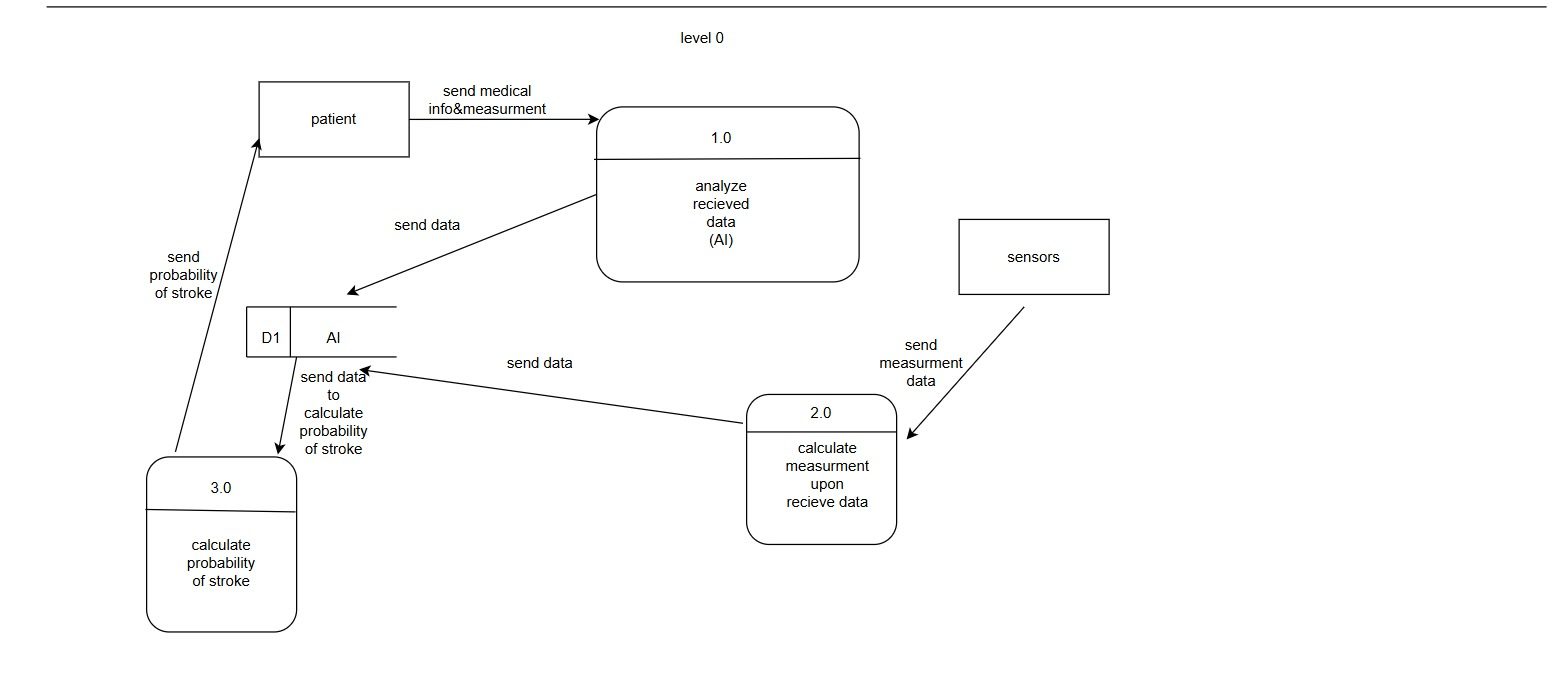 level 0
patient
send medical
info&measurment
1.0
analyze
recieved
data
(AI)
send data
sensors
send
probability
of stroke
D1
AI
send data
to
calculate
probability
of stroke
send data
send
measurment
data
2.0
calculate
measurment
upon
recieve data
3.0
calculate
probability
of stroke